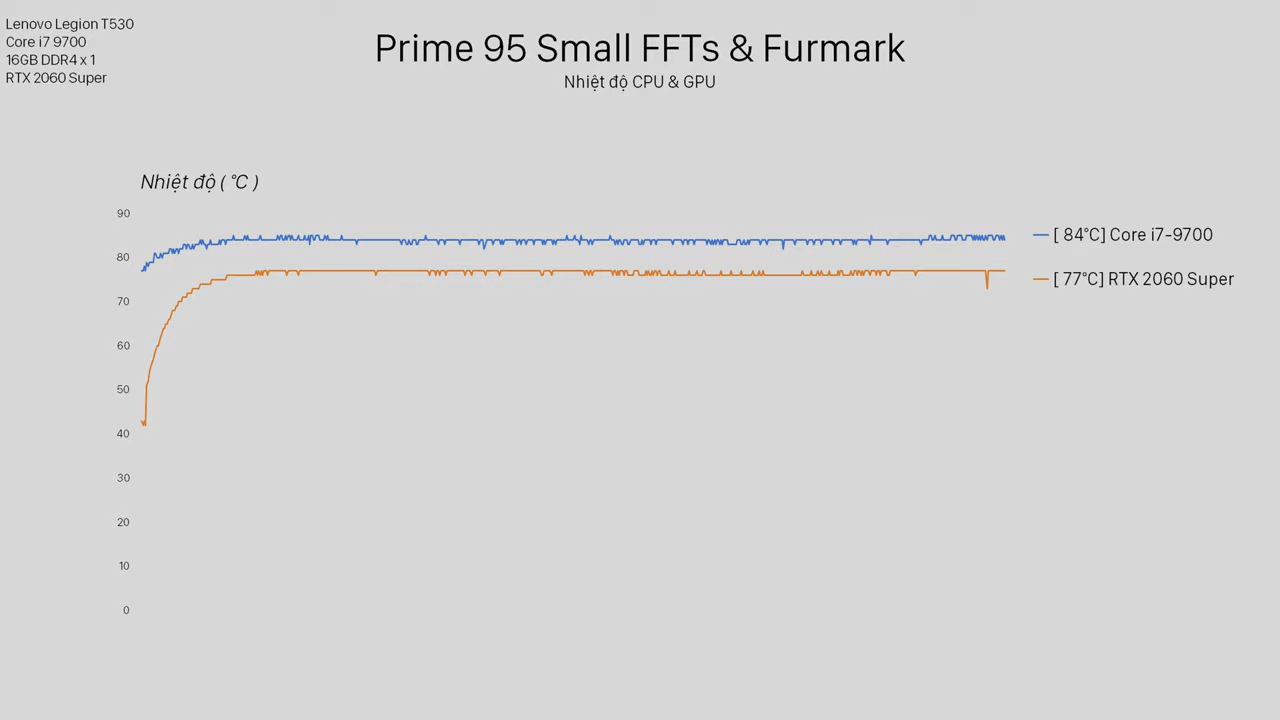 Lenovo Legion T530
Core i7 9700
16GB DDR4 x 1
RTX 2060 Super
Prime 95 Small FFTs & Furmark
Nhiệt độ CPU & GPU
Nhiệt độ ( °C )
90
80
70
60
50
40
30
20
10
0
[ 84°C] Core i7-9700
[ 77°C] RTX 2060 Super